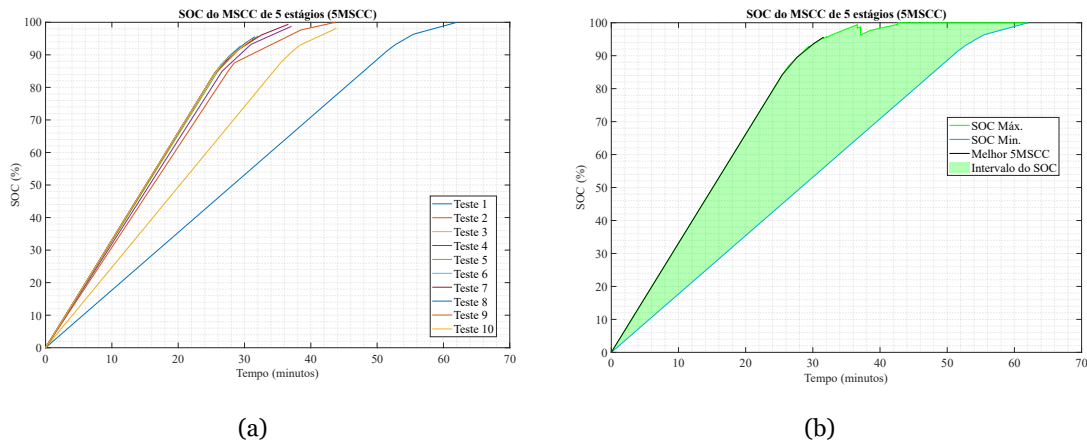 SOC do MSCC de 5 estágios (5MSCC)
100
90
80
70
60
50
40
30
20
10
0
SOC (%)
Teste 1
Teste 2
Teste 3
Teste 4
Teste 5
Teste 6
Teste 7
Teste 8
Teste 9
Teste 10
0 10 20 30 40 50 60 70
Tempo (minutos)
(a)
SOC do MSCC de 5 estágios (5MSCC)
100
90
80
70
60
50
40
30
20
10
0
SOC (%)
SOC Máx.
SOC Min.
Melhor 5MSCC
Intervalo do SOC
0 10 20 30 40 50 60 70
Tempo (minutos)
(b)